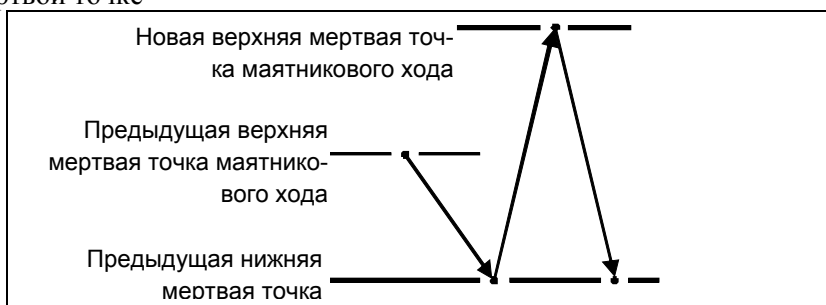 ртвой точке
Новая верхняя мертвая точ-
ка маятникового хода
Предыдущая верхняя
мертвая точка маятнико-
вого хода
Предыдущая нижняя
мертвая точка